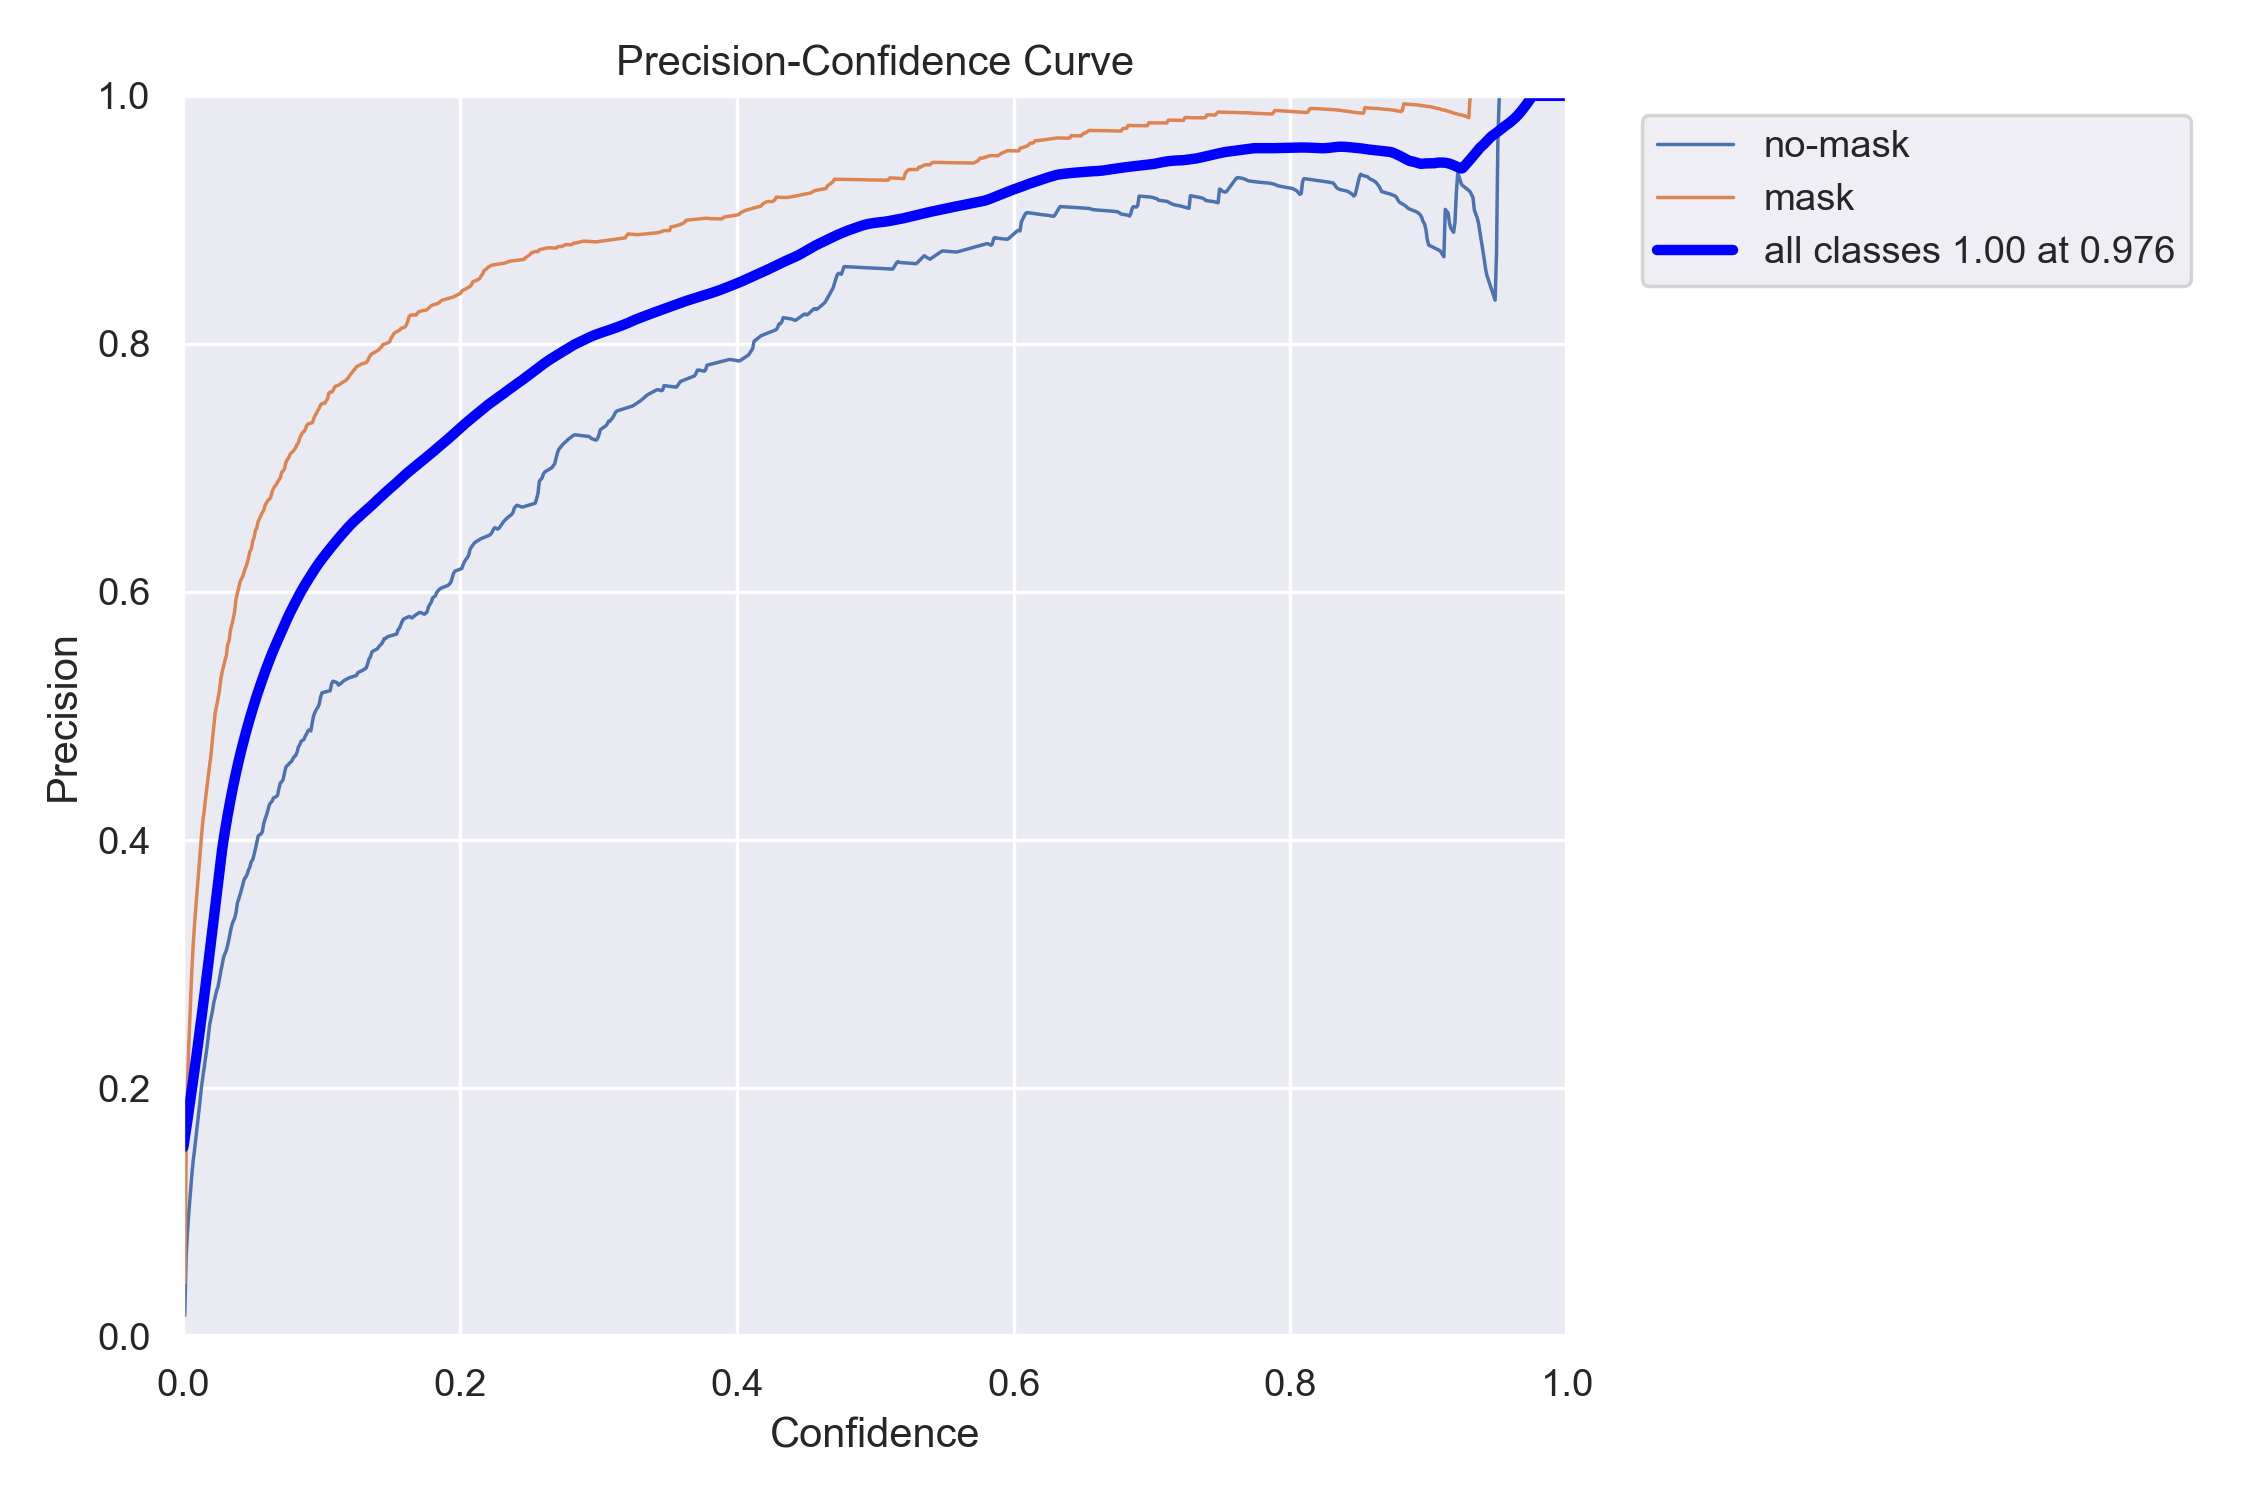 Precision-Confidence Curve
1.0
0.8
0.6
0.4
0.2
0.0
Precision
0.0 0.2 0.4 0.6 0.8 1.0
Confidence
no-mask
mask
all classes 1.00 at 0.976